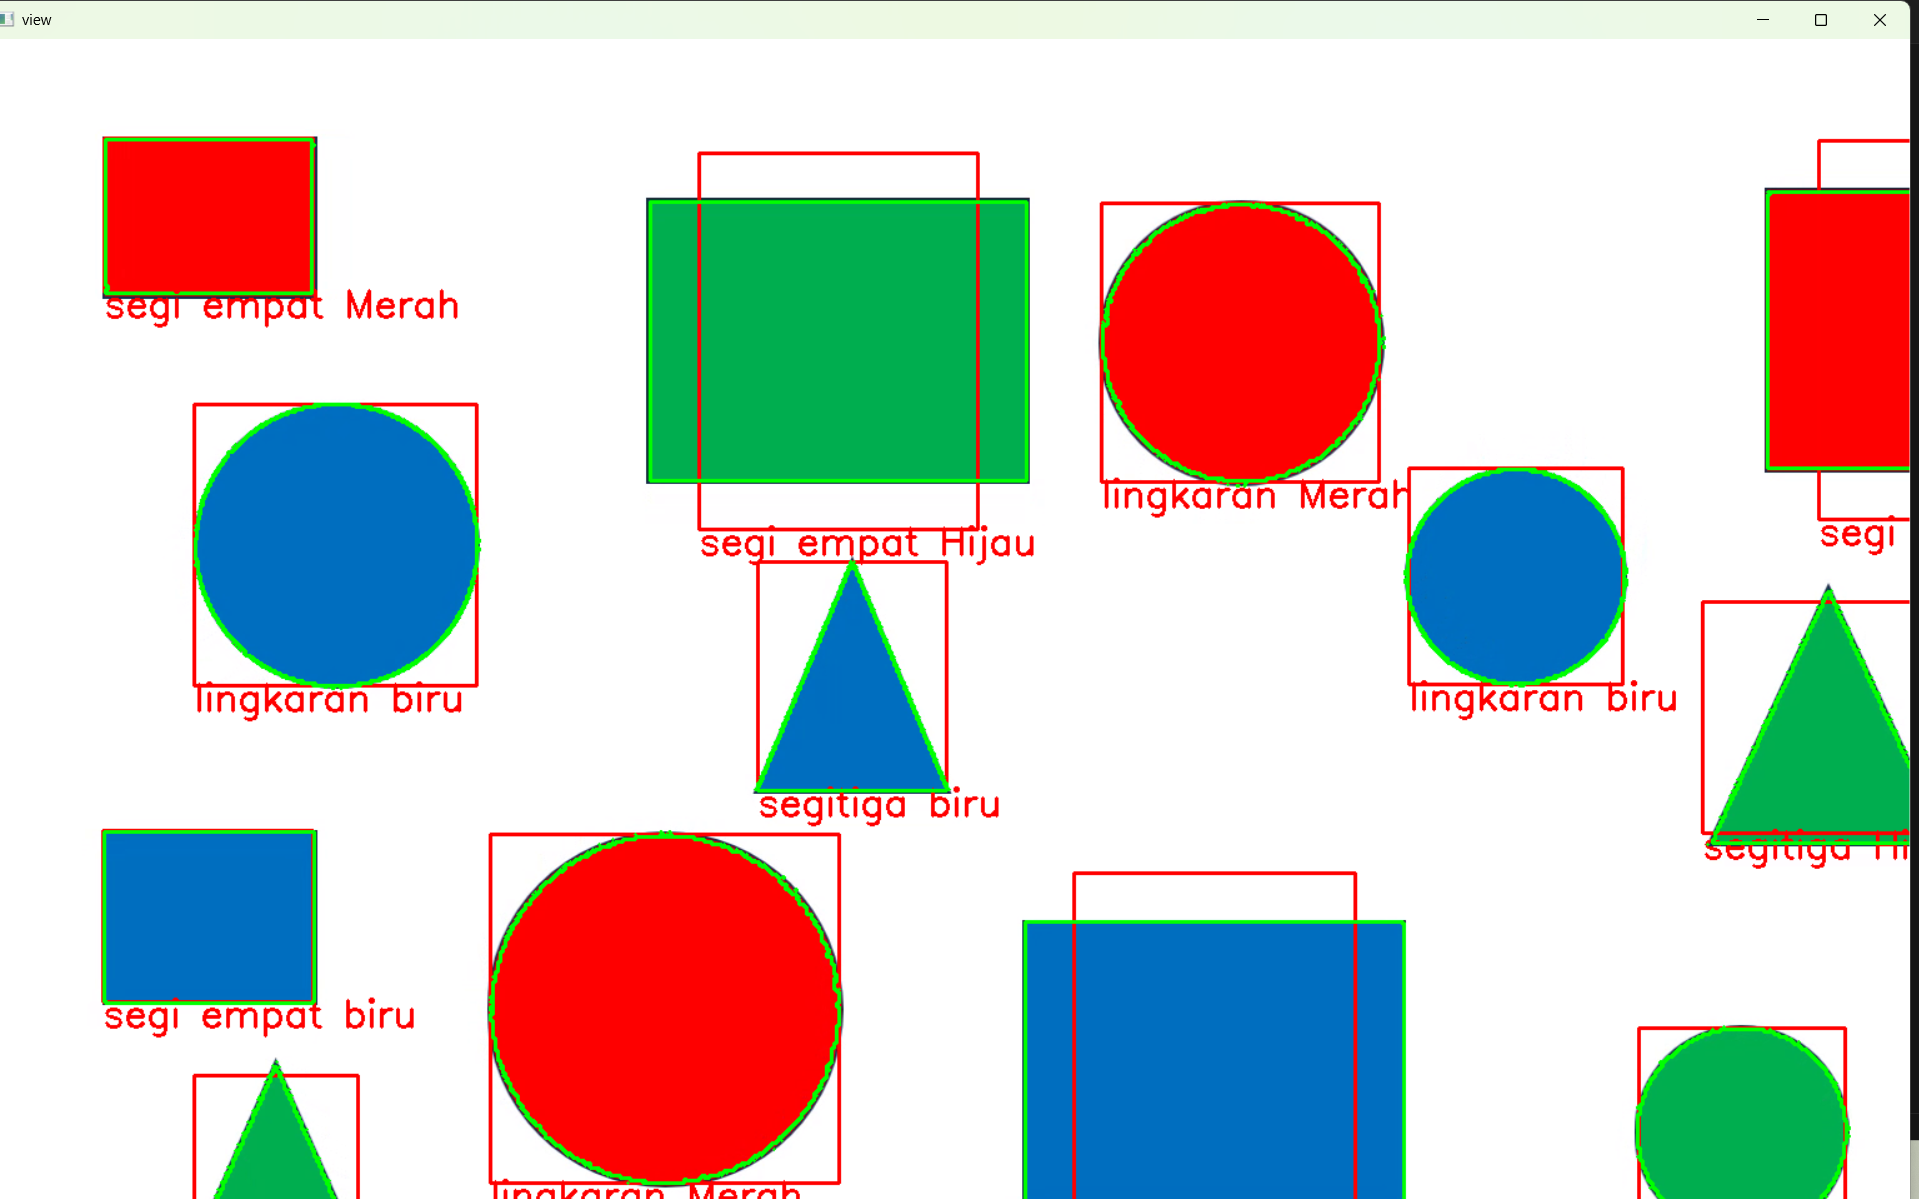 view
segi empat Merah
segi empat Hijau
lingkaran Merah
segi
lingkaran biru
lingkaran biru
segitiga biru
segitiga
segi empat biru
lingkaran Merah